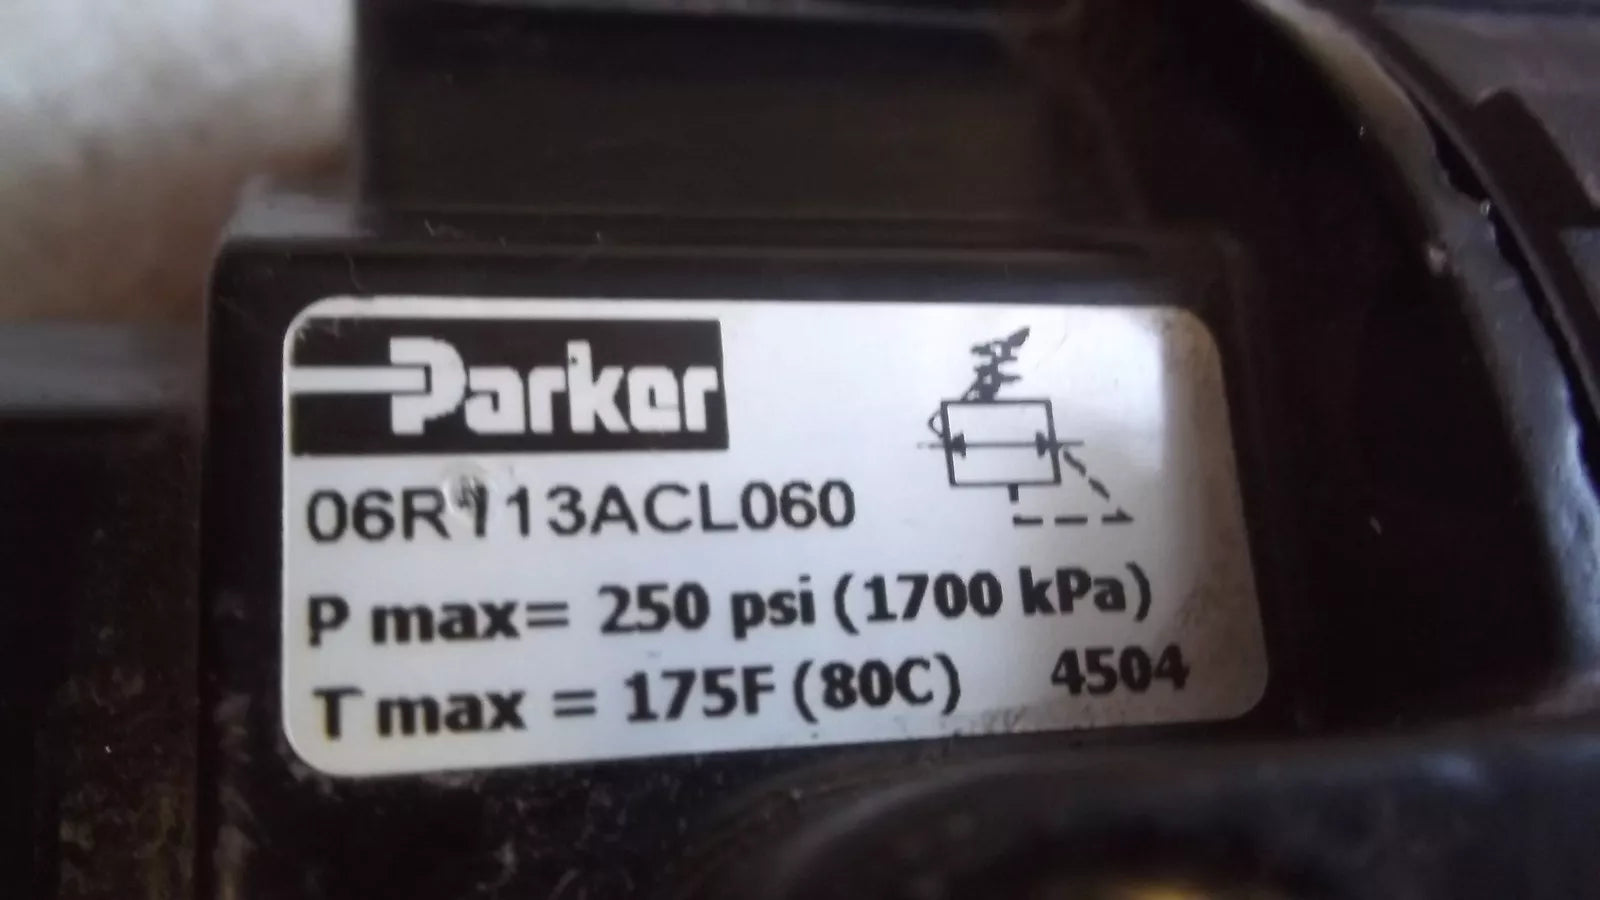 Parker
06R113ACL060
P max= 250 psi (1700 kPa)
T max = 175F (80C) 4504